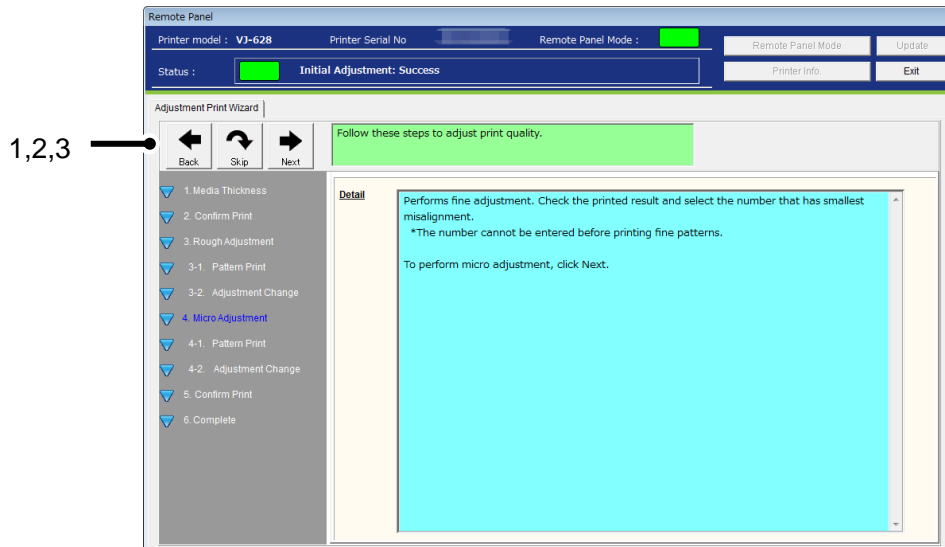 Remote Panel
Printer model : VJ-628 Printer Serial No Remote Panel Mode :
Remote Panel Mode Update
Status : Initial Adjustment: Success
Printer Info. Exit
Adjustment Print Wizard
1,2,3
Back Skip Next
Follow these steps to adjust print quality.
1. Media Thickness
2. Confirm Print
3. Rough Adjustment
3-1. Pattern Print
3-2. Adjustment Change
4. Micro Adjustment
4-1. Pattern Print
4-2. Adjustment Change
5. Confirm Print
6. Complete
Detail
Performs fine adjustment. Check the printed result and select the number that has smallest
misalignment.
*The number cannot be entered before printing fine patterns.
To perform micro adjustment, click Next.